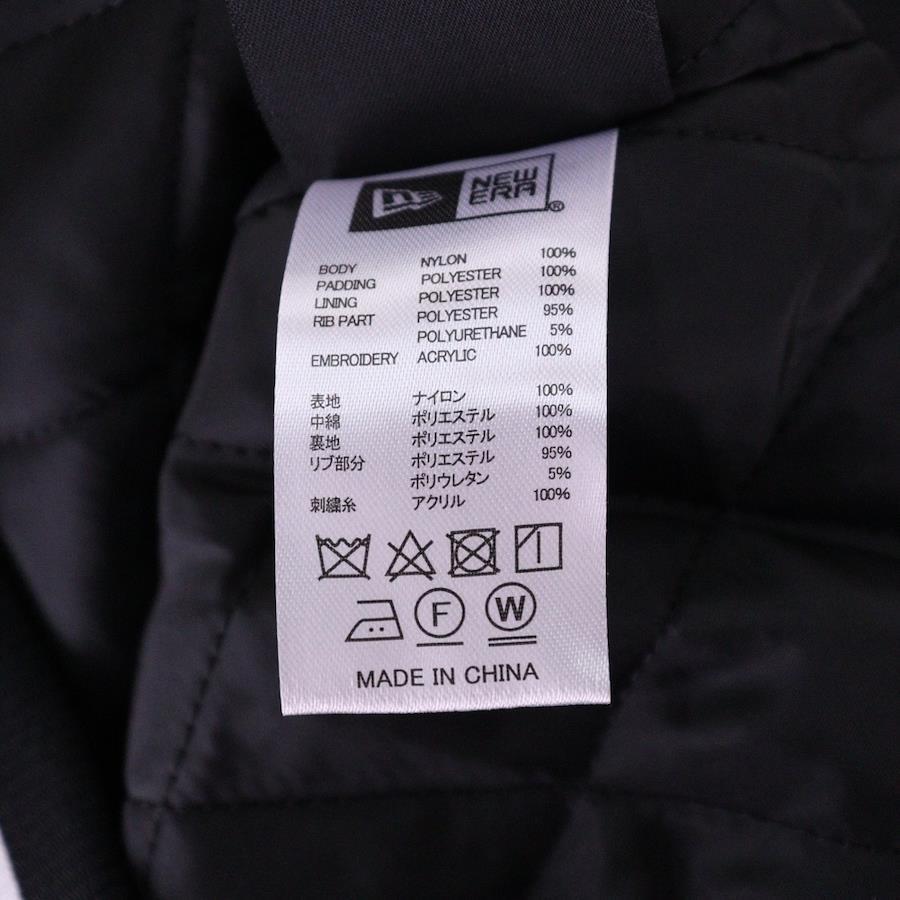 NEW
ERA®
BODY NYLON 100%
PADDING POLYESTER 100%
LINING POLYESTER 100%
RIB PART POLYESTER 95%
POLYURETHANE 5%
EMBROIDERY ACRYLIC 100%
表地 ナイロン 100%
中綿 ポリエステル 100%
裏地 ポリエステル 100%
リブ部分 ポリエステル 95%
ポリウレタン 5%
刺繍糸 アクリル 100%
F W
MADE IN CHINA